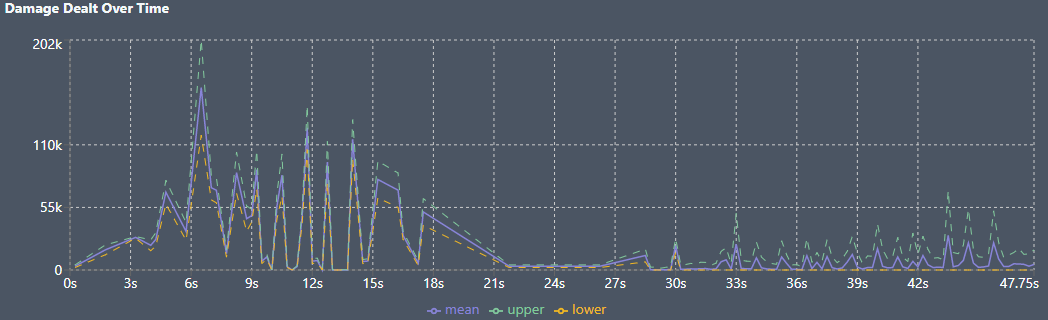 Damage Dealt Over Time
202k
110k
55k
0
0s 3s 6s 9s 12s 15s 18s 21s 24s 27s 30s 33s 36s 39s 42s 47.75s
mean upper lower